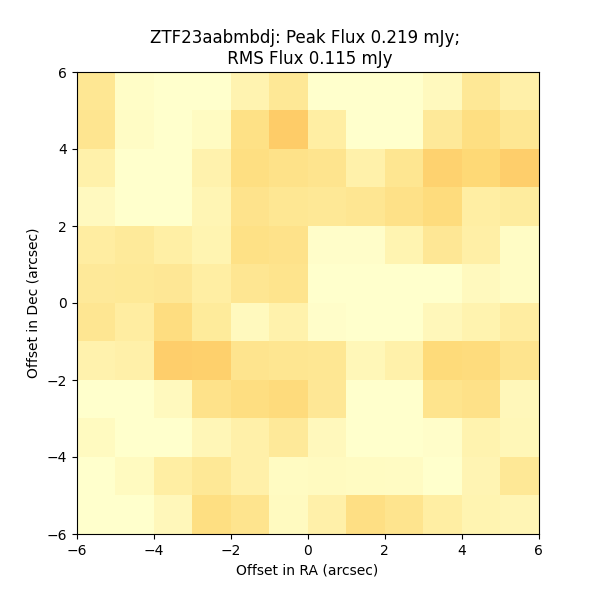 ZTF23aabmbdj: Peak Flux 0.219 mJy;
RMS Flux 0.115 mJy
6
4
2
0
−2
−4
−6
Offset in Dec (arcsec)
−6 −4 −2 0 2 4 6
Offset in RA (arcsec)